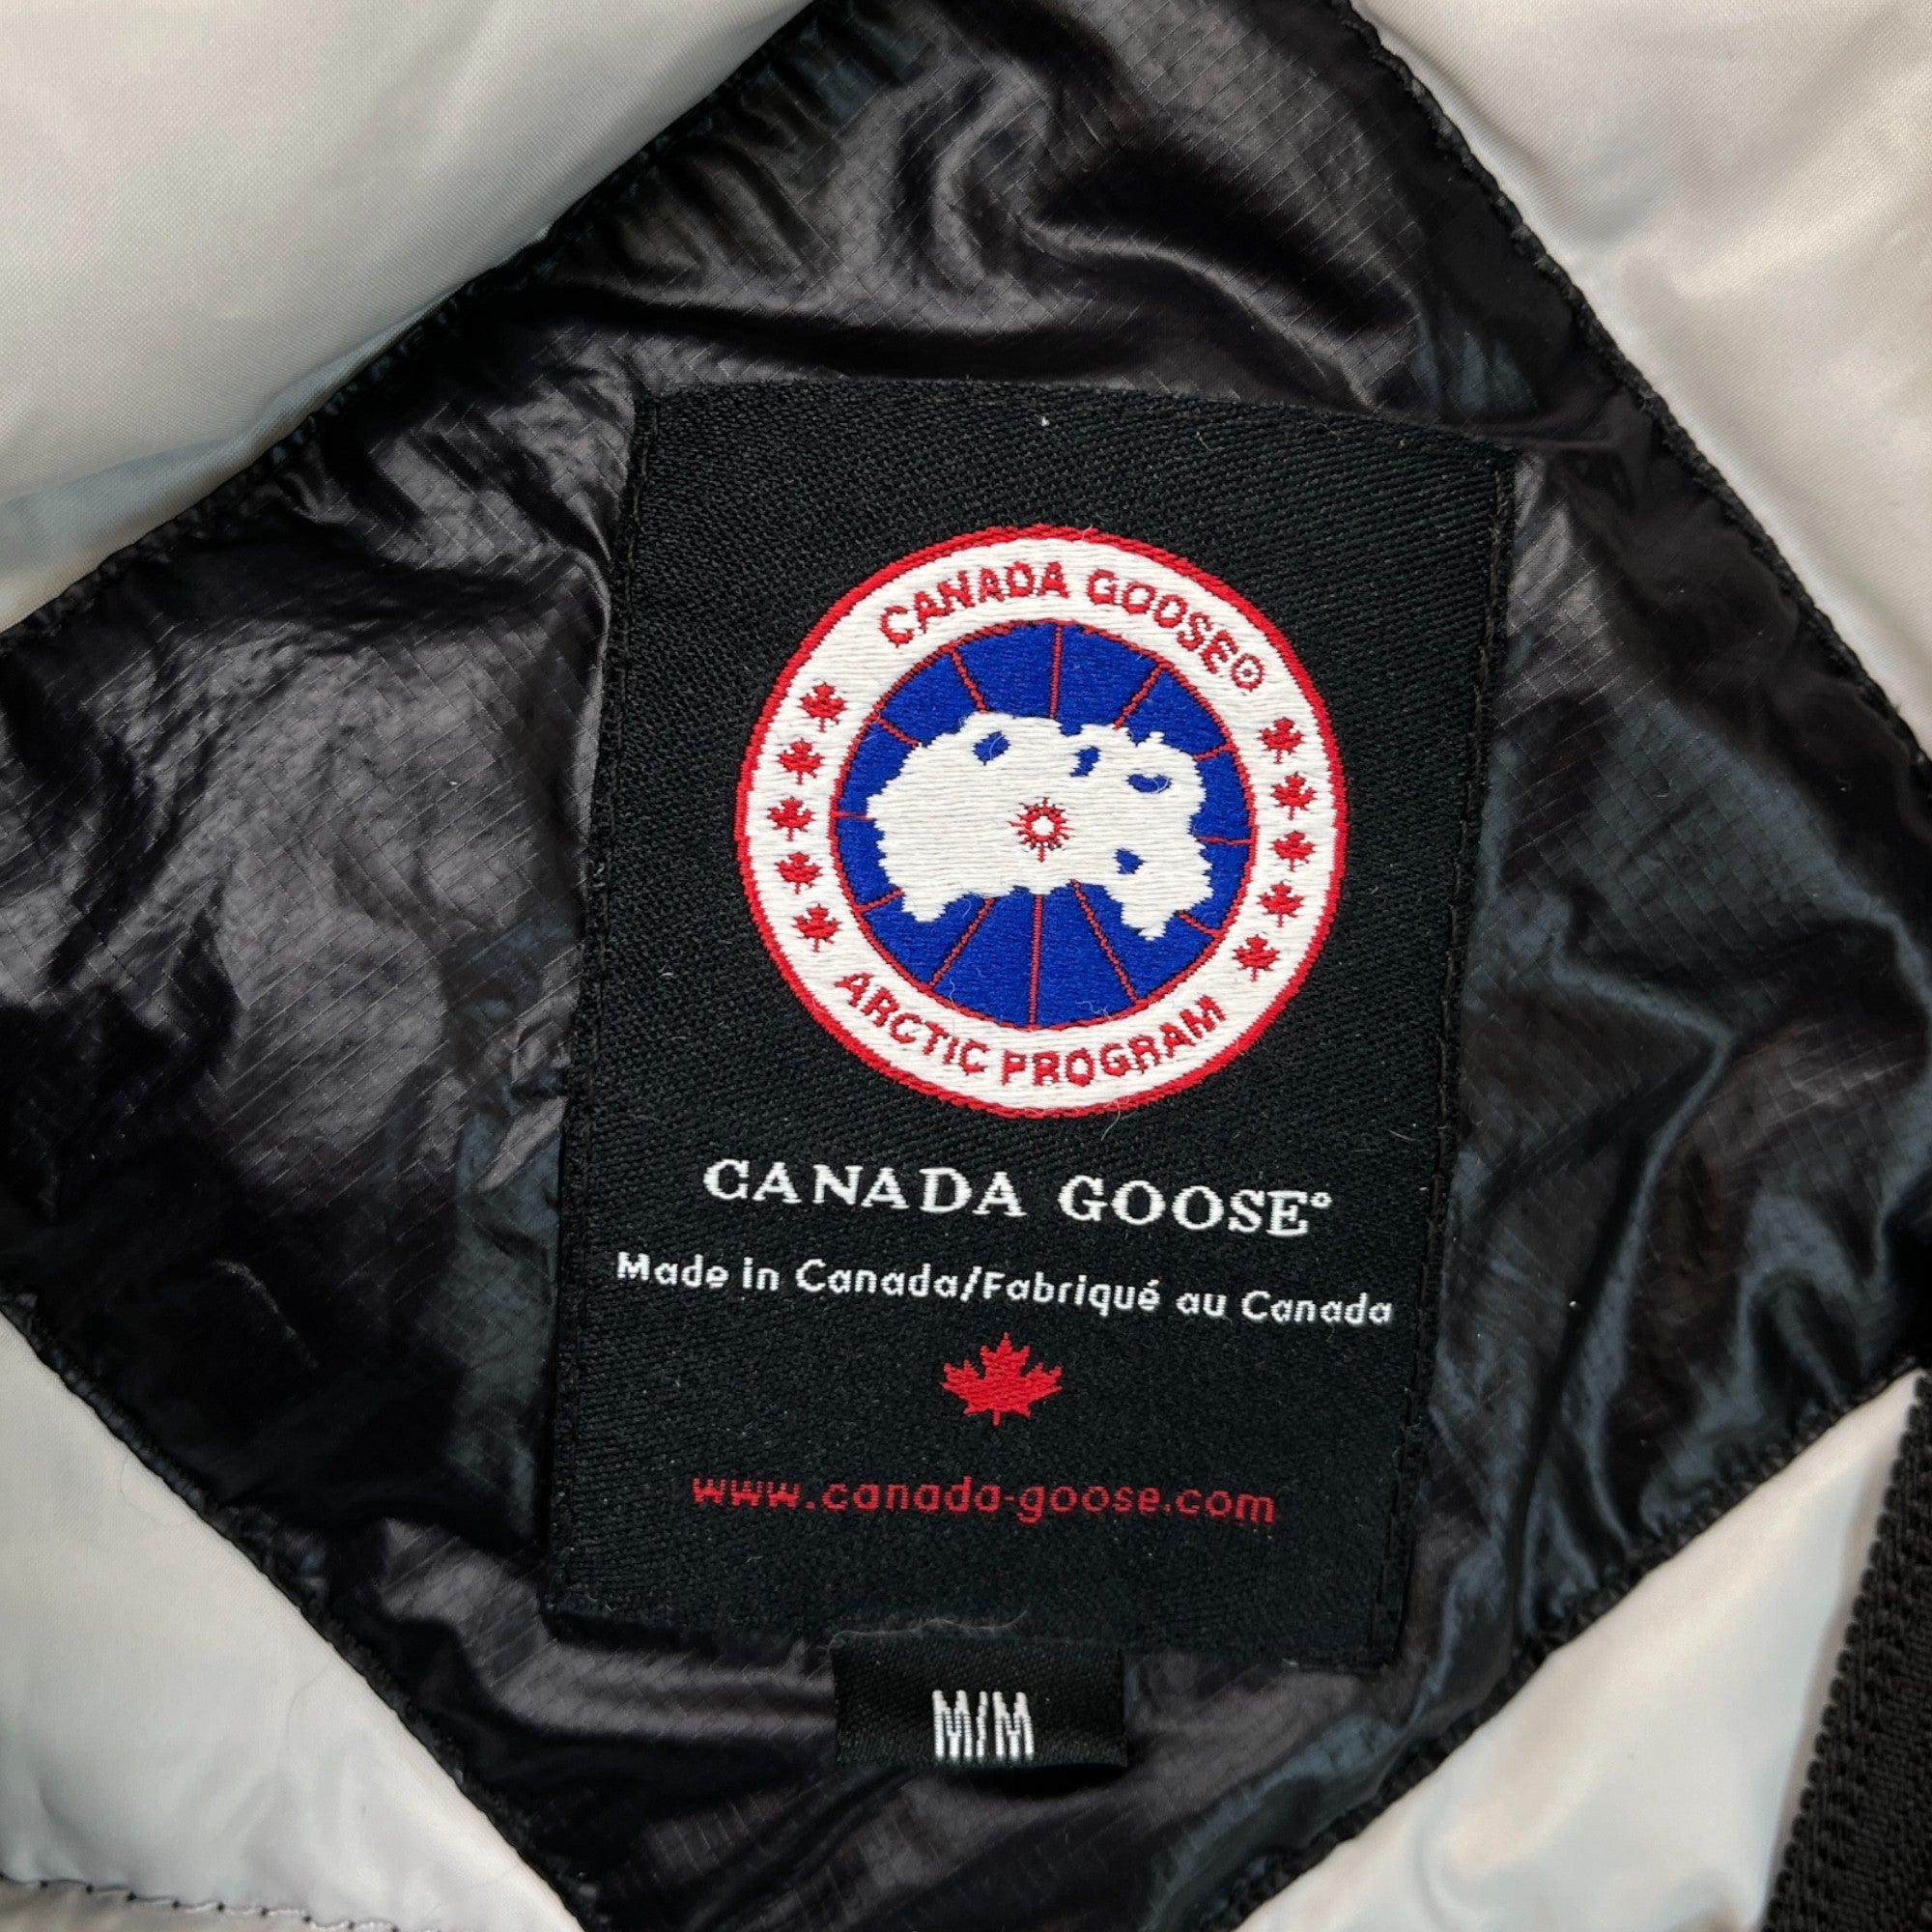 CANADA GOOSE®
ARCTIC PROGRAM
CANADA GOOSE®
Made in Canada/Fabriqué au Canada
www.canada-goose.com
M/M